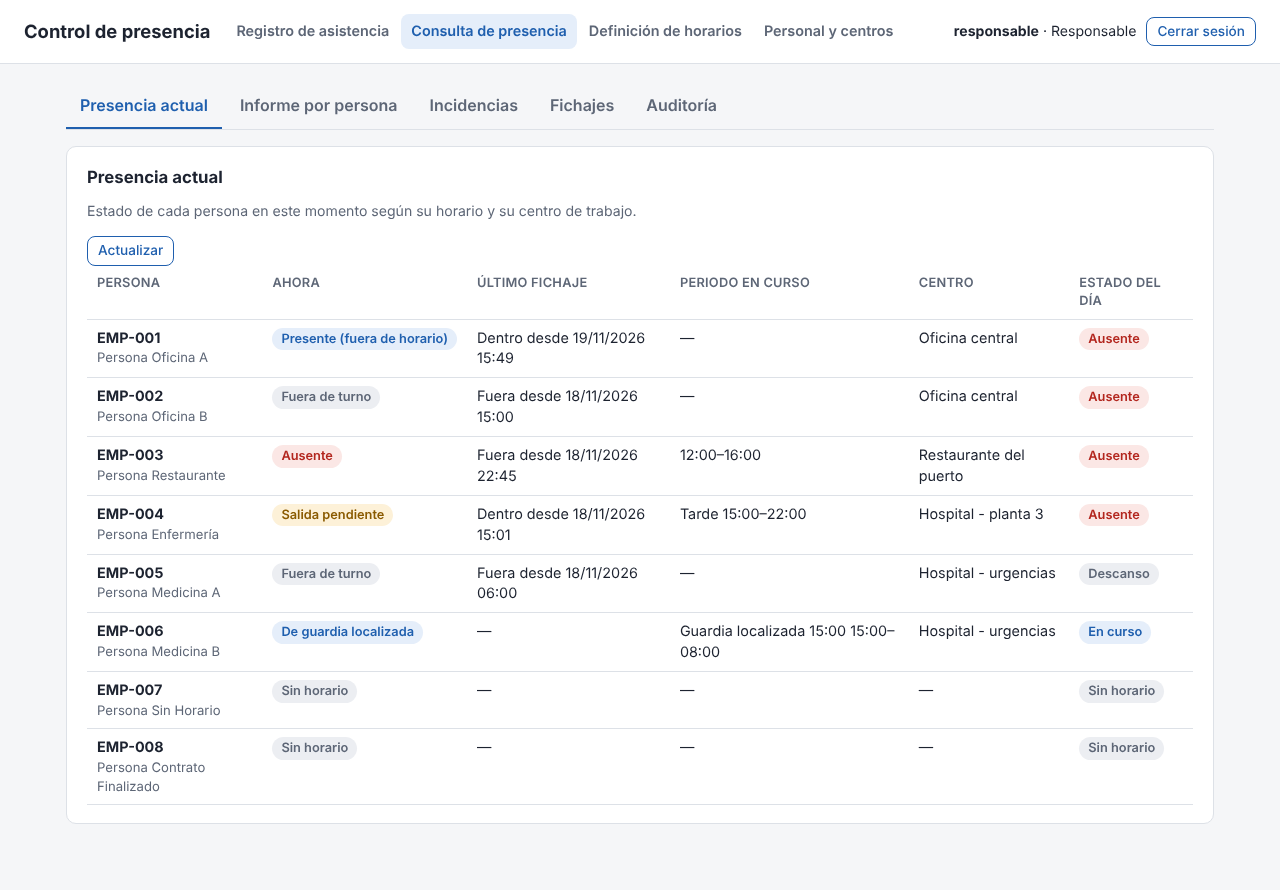 Control de presencia
Registro de asistencia
Consulta de presencia
Definición de horarios
Personal y centros
responsable · Responsable
Cerrar sesión
Presencia actual
Informe por persona
Incidencias
Fichajes
Auditoría
Presencia actual
Estado de cada persona en este momento según su horario y su centro de trabajo.
Actualizar
PERSONA
AHORA
ÚLTIMO FICHAJE
PERIODO EN CURSO
CENTRO
ESTADO DEL
DÍA
EMP-001
Persona Oficina A
Presente (fuera de horario)
Dentro desde 19/11/2026
15:49
—
Oficina central
Ausente
EMP-002
Persona Oficina B
Fuera de turno
Fuera desde 18/11/2026
15:00
—
Oficina central
Ausente
EMP-003
Persona Restaurante
Ausente
Fuera desde 18/11/2026
22:45
12:00–16:00
Restaurante del
puerto
Ausente
EMP-004
Persona Enfermería
Salida pendiente
Dentro desde 18/11/2026
15:01
Tarde 15:00–22:00
Hospital - planta 3
Ausente
EMP-005
Persona Medicina A
Fuera de turno
Fuera desde 18/11/2026
06:00
—
Hospital - urgencias
Descanso
EMP-006
Persona Medicina B
De guardia localizada
—
Guardia localizada 15:00 15:00–
08:00
Hospital - urgencias
En curso
EMP-007
Persona Sin Horario
Sin horario
—
—
—
Sin horario
EMP-008
Persona Contrato
Finalizado
Sin horario
—
—
—
Sin horario